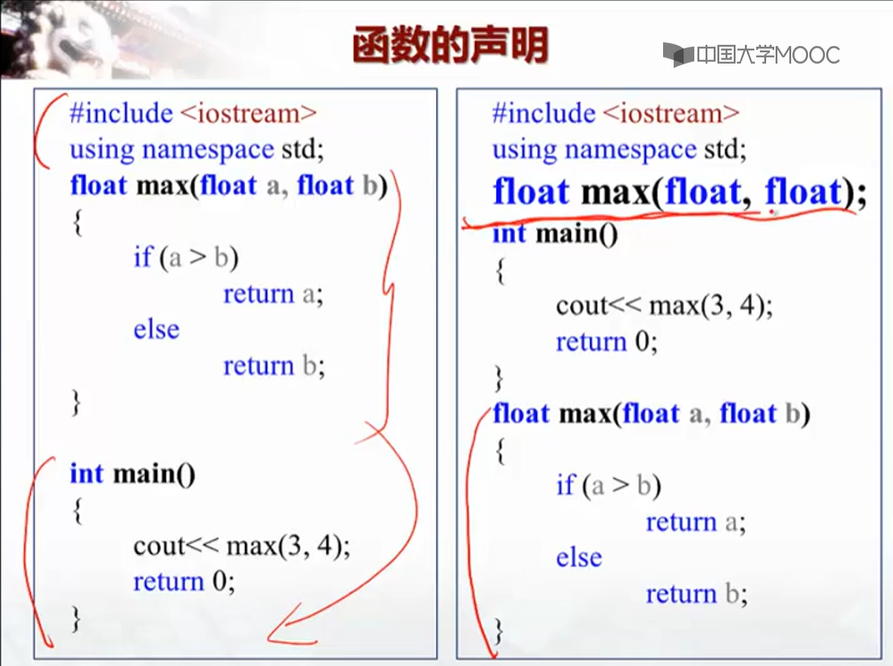 函数的声明
中国大学MOOC
#include <iostream>
using namespace std;
float max(float a, float b)
{
if (a > b)
return a;
else
return b;
}
int main()
{
cout<< max(3, 4);
return 0;
}
#include <iostream>
using namespace std;
float max(float, float);
int main()
{
cout<< max(3, 4);
return 0;
}
float max(float a, float b)
{
if (a > b)
return a;
else
return b;
}